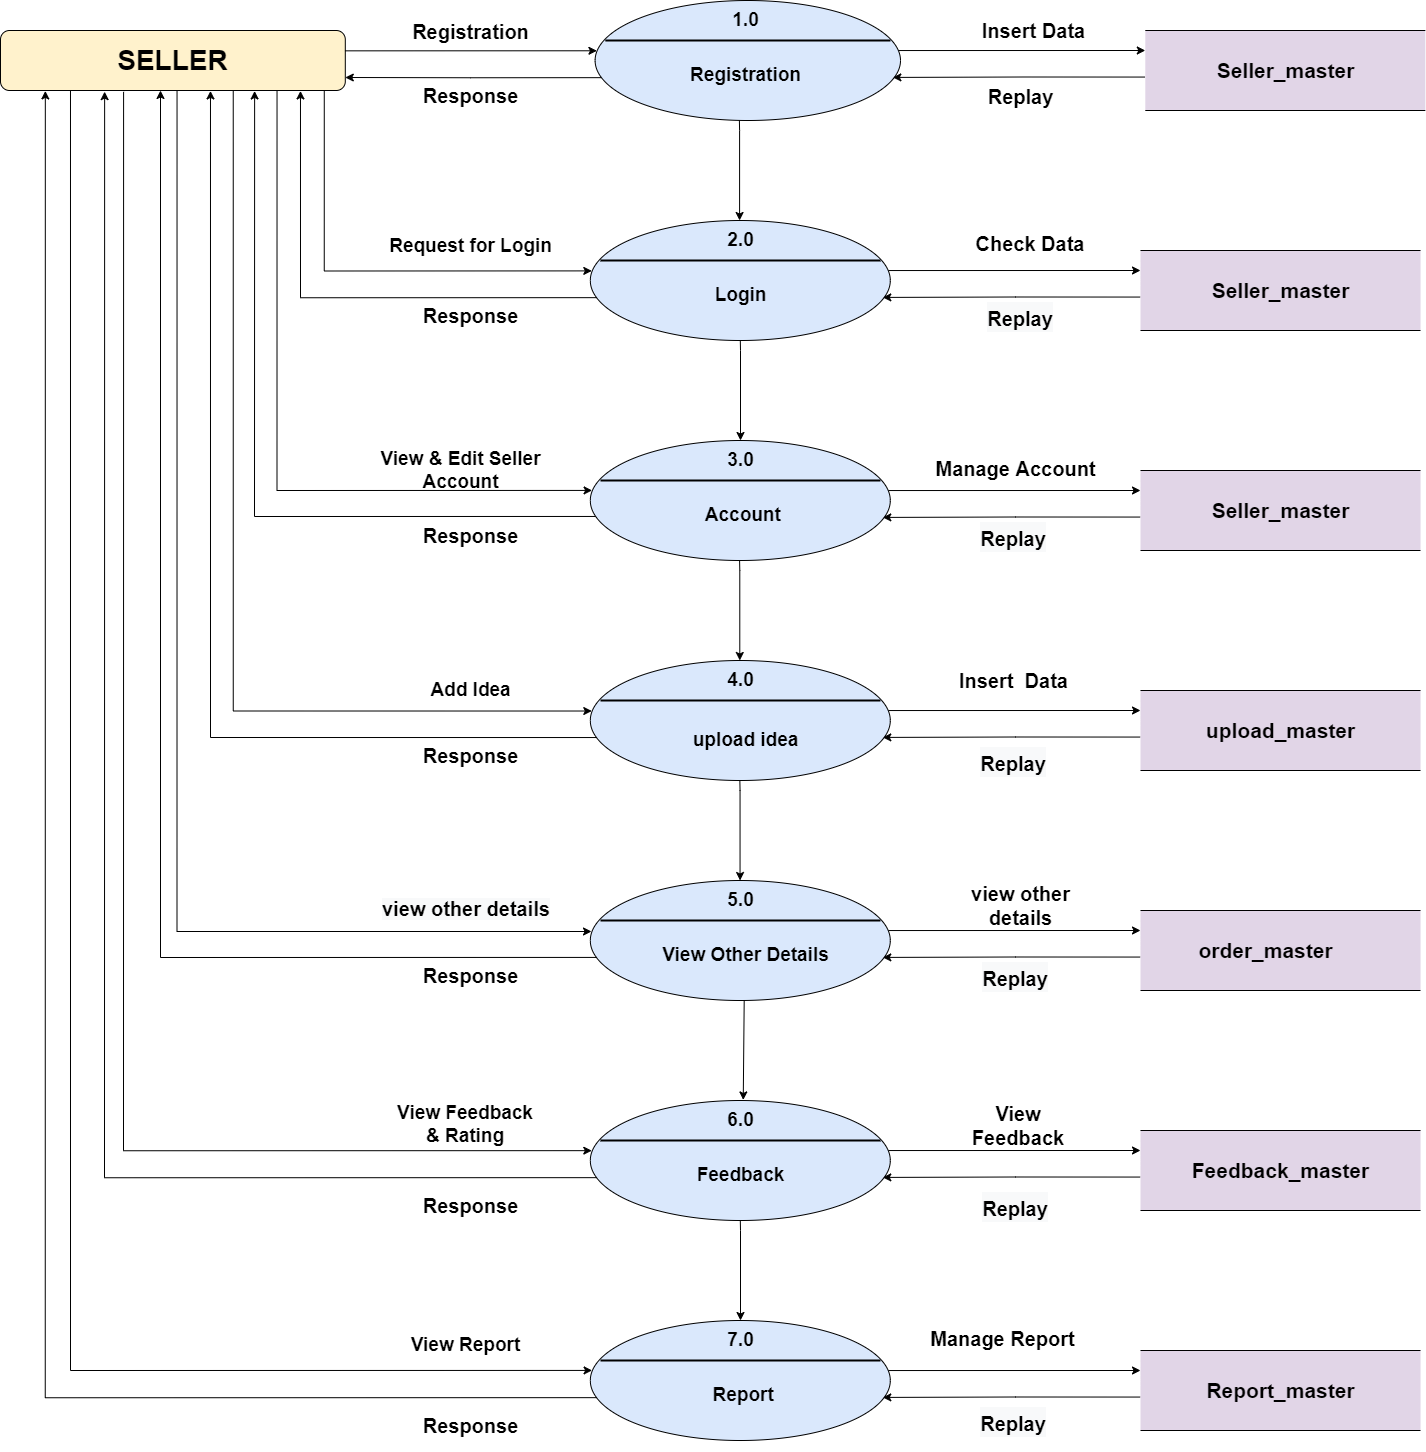 SELLER
Registration
Response
1.0
Registration
Insert Data
Replay
Seller_master
Request for Login
Response
2.0
Login
Check Data
Replay
Seller_master
View & Edit Seller
Account
Response
3.0
Account
Manage Account
Replay
Seller_master
Add Idea
Response
4.0
upload idea
Insert  Data
Replay
upload_master
view other details
Response
5.0
View Other Details
view other
details
Replay
order_master
View Feedback
& Rating
Response
6.0
Feedback
View
Feedback
Replay
Feedback_master
View Report
Response
7.0
Report
Manage Report
Replay
Report_master